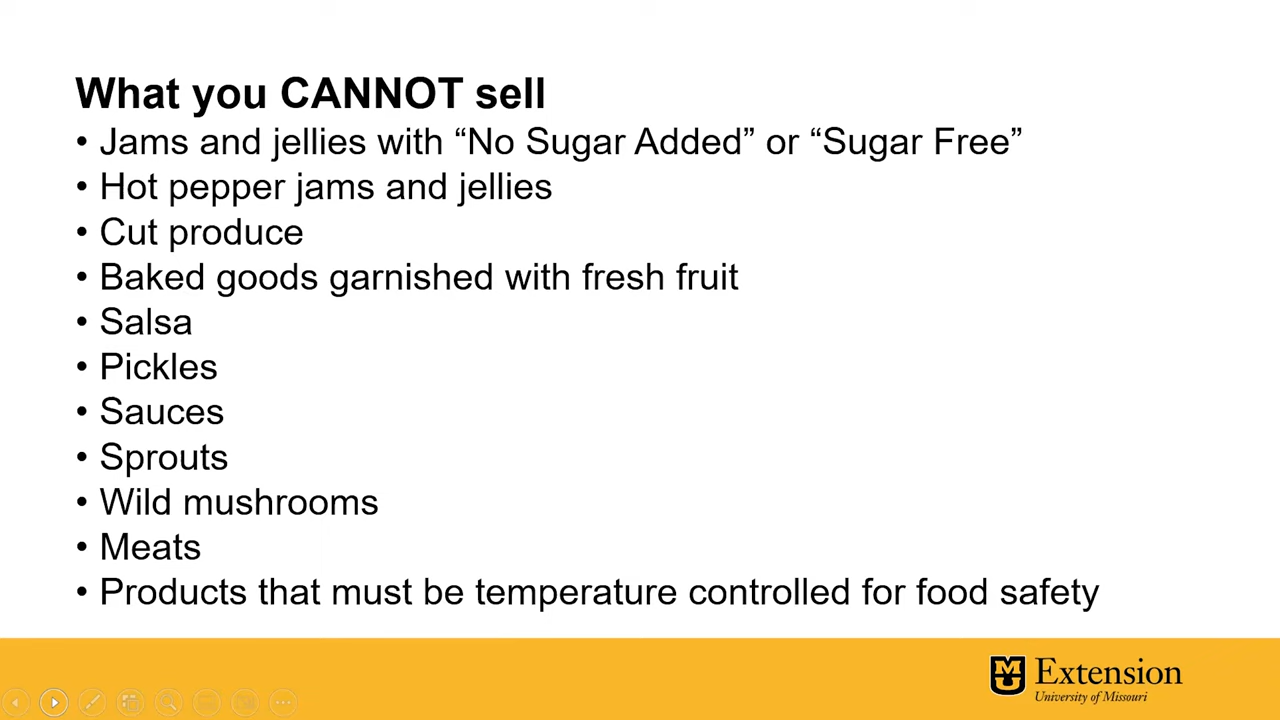 What you CANNOT sell
• Jams and jellies with “No Sugar Added” or “Sugar Free”
• Hot pepper jams and jellies
• Cut produce
• Baked goods garnished with fresh fruit
• Salsa
• Pickles
• Sauces
• Sprouts
• Wild mushrooms
• Meats
• Products that must be temperature controlled for food safety
MU Extension
University of Missouri